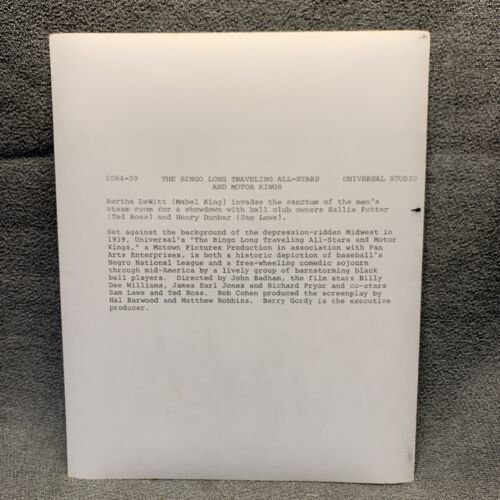 2084-39 THE BINGO LONG TRAVELING ALL-STARS UNIVERSAL STUDIO
AND MOTOR KINGS
Bertha DeWitt (Mabel King) invades the sanctum of the men's
steam room for a showdown with ball club owners Sallie Potter
(Ted Ross) and Henry Dunbar (Sam Laws).
Set against the background of the depression-ridden Midwest in
1939, Universal's "The Bingo Long Traveling All-Stars and Motor
Kings," a Motown Pictures Production in association with Pan
Arts Enterprises, is both a historic depiction of baseball's
Negro National League and a free-wheeling comedic sojourn
through mid-America by a lively group of barnstorming black
ball players. Directed by John Badham, the film stars Billy
Dee Williams, James Earl Jones and Richard Pryor and co-stars
Sam Laws and Ted Ross. Rob Cohen produced the screenplay by
Hal Barwood and Matthew Robbins. Berry Gordy is the executive
producer.